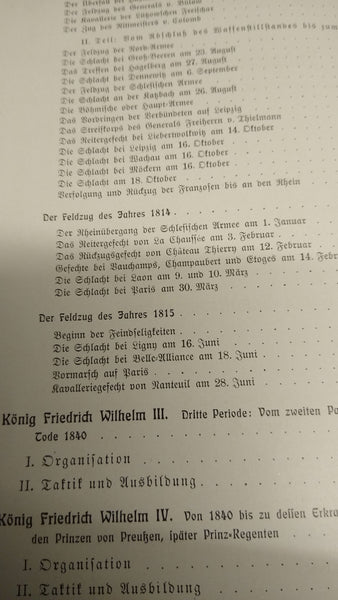 Der Feldzug des Generals v. Bülow
Die Kavallerie der Lützowschen Freischar
Der Zug des Rittmeisters v. Colomb
II. Teil: Vom Abschluß des Waffenstillstandes bis zum
Der Feldzug der Nord-Armee
Die Schlacht bei Groß-Beeren am 23. August
Das Treffen bei Hagelberg am 27. August
Die Schlacht bei Dennewitz am 6. September
Der Feldzug der Schlesischen Armee
Die Schlacht an der Katzbach am 26. August
Die Böhmische oder Haupt-Armee
Das Vordringen der Verbündeten auf Leipzig
Das Streifkorps des Generals Freiherrn v. Thielmann
Das Reitergefecht bei Liebertwolkwitz am 14. Oktober
Die Schlacht bei Leipzig am 16. Oktober
Die Schlacht bei Wachau am 16. Oktober
Die Schlacht bei Möckern am 16. Oktober
Die Schlacht am 18. Oktober
Verfolgung und Rückzug der Franzosen bis an den Rhein
Der Feldzug des Jahres 1814
Der Rheinübergang der Schlesischen Armee am 1. Januar
Das Reitergefecht von La Chaussée am 3. Februar
Das Rückzugsgefecht von Château Thierry am 12. Februar
Gefechte bei Vauchamps, Champaubert und Etoges am 14. Febr
Die Schlacht bei Laon am 9. und 10. März
Die Schlacht bei Paris am 30. März
Der Feldzug des Jahres 1815
Beginn der Feindseligkeiten
Die Schlacht bei Ligny am 16. Juni
Die Schlacht bei Belle-Alliance am 18. Juni
Vormarsch auf Paris
Kavalleriegefecht von Nanteuil am 28. Juni
König Friedrich Wilhelm III. Dritte Periode: Vom zweiten Pa
Tode 1840
I. Organisation
II. Taktik und Ausbildung
König Friedrich Wilhelm IV. Von 1840 bis zu dessen Erkra
den Prinzen von Preußen, später Prinz-Regenten
I. Organisation
II. Taktik und Ausbildung